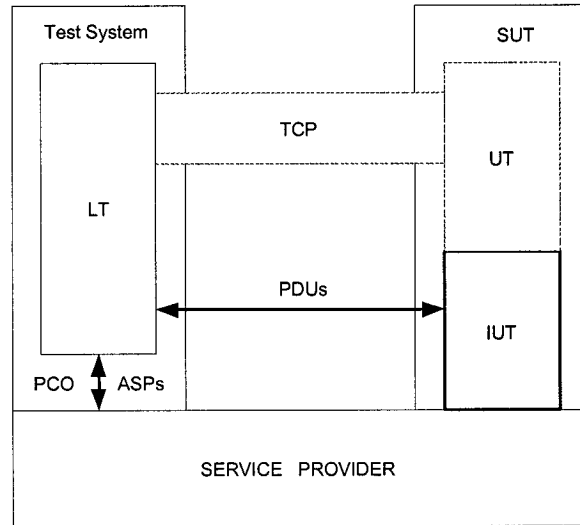 Test System
SUT
TCP
UT
LT
PDUs
IUT
PCO
ASPs
SERVICE PROVIDER